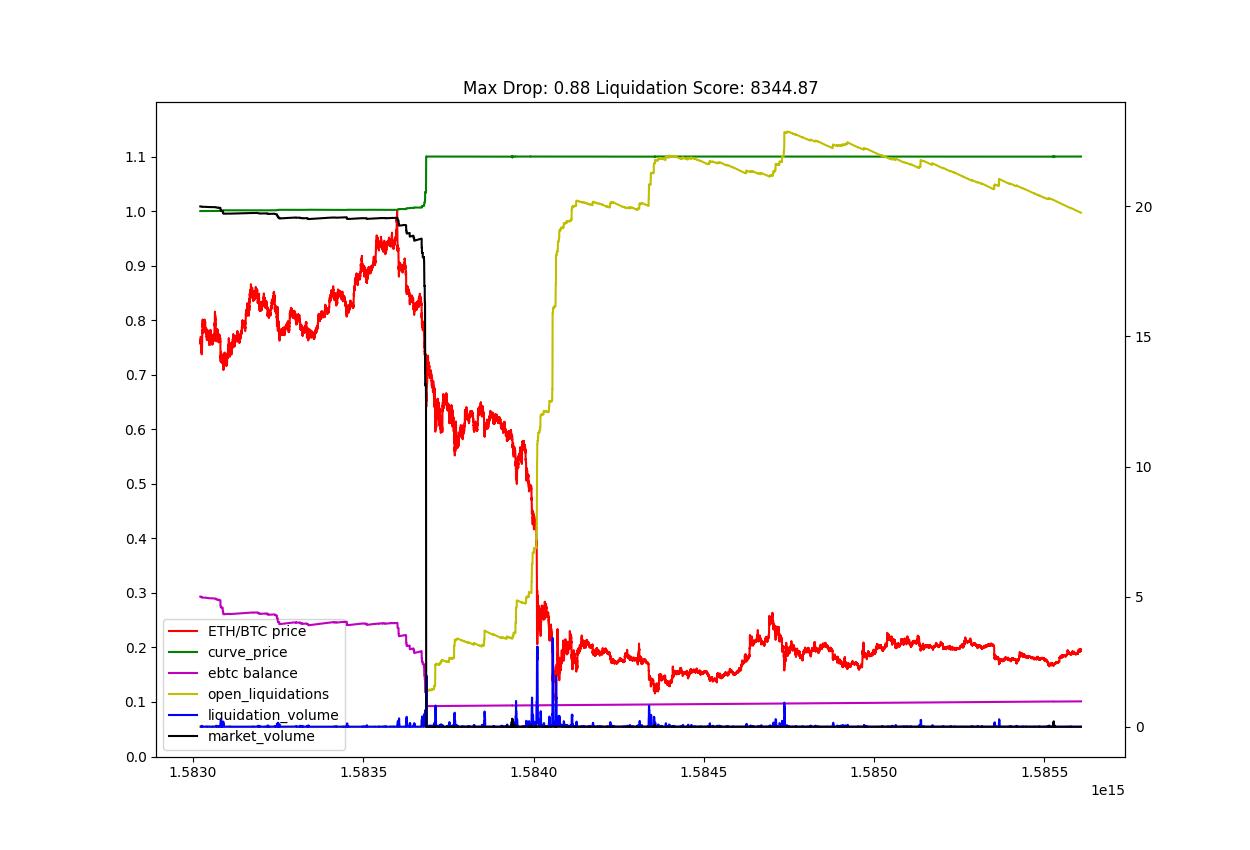 Max Drop: 0.88 Liquidation Score: 8344.87
1.1
1.0
0.9
0.8
0.7
0.6
0.5
0.4
0.3
0.2
0.1
0.0
20
15
10
5
0
ETH/BTC price
curve_price
ebtc balance
open_liquidations
liquidation_volume
market_volume
1.5830 1.5835 1.5840 1.5845 1.5850 1.5855
1e15